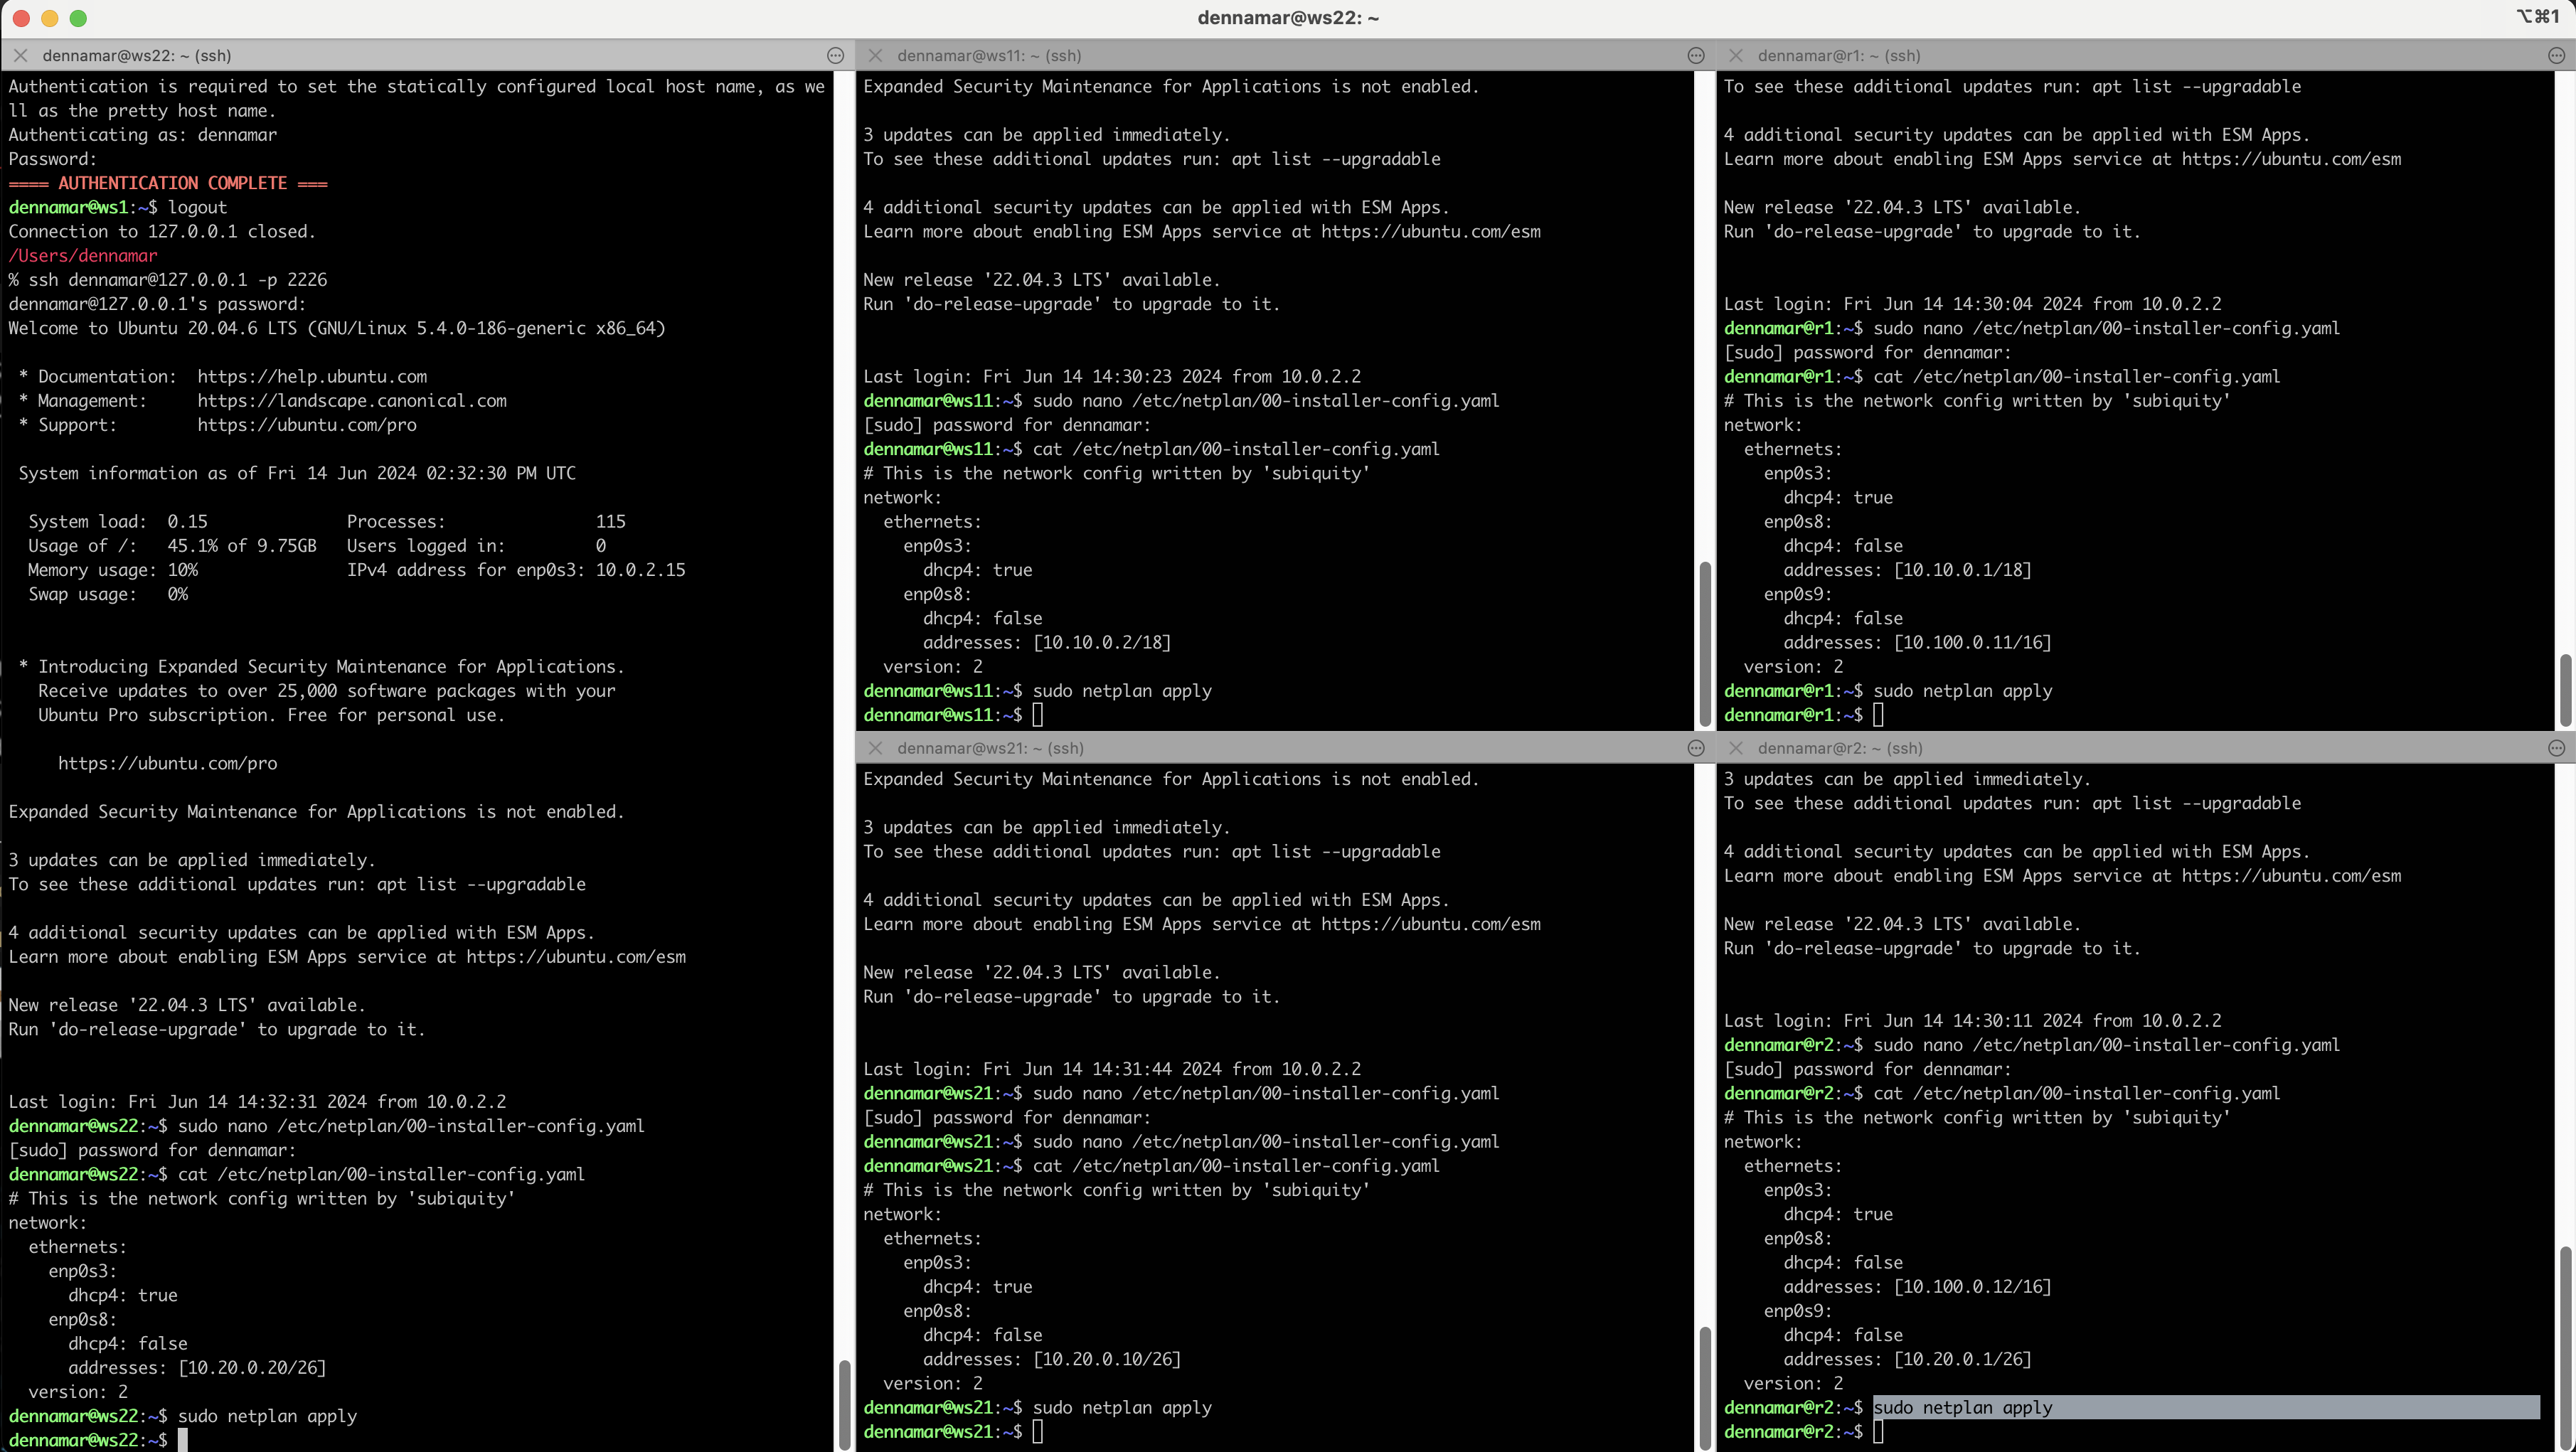 dennamar@ws22: ~
⌥⌘1
dennamar@ws22: ~ (ssh)
Authentication is required to set the statically configured local host name, as we
ll as the pretty host name.
Authenticating as: dennamar
Password:
==== AUTHENTICATION COMPLETE ===
dennamar@ws1:~$ logout
Connection to 127.0.0.1 closed.
/Users/dennamar
% ssh dennamar@127.0.0.1 -p 2226
dennamar@127.0.0.1's password:
Welcome to Ubuntu 20.04.6 LTS (GNU/Linux 5.4.0-186-generic x86_64)
 * Documentation:  https://help.ubuntu.com
 * Management:     https://landscape.canonical.com
 * Support:        https://ubuntu.com/pro
 System information as of Fri 14 Jun 2024 02:32:30 PM UTC
  System load:  0.15              Processes:               115
  Usage of /:   45.1% of 9.75GB   Users logged in:         0
  Memory usage: 10%               IPv4 address for enp0s3: 10.0.2.15
  Swap usage:   0%
 * Introducing Expanded Security Maintenance for Applications.
   Receive updates to over 25,000 software packages with your
   Ubuntu Pro subscription. Free for personal use.
     https://ubuntu.com/pro
Expanded Security Maintenance for Applications is not enabled.
3 updates can be applied immediately.
To see these additional updates run: apt list --upgradable
4 additional security updates can be applied with ESM Apps.
Learn more about enabling ESM Apps service at https://ubuntu.com/esm
New release '22.04.3 LTS' available.
Run 'do-release-upgrade' to upgrade to it.
Last login: Fri Jun 14 14:32:31 2024 from 10.0.2.2
dennamar@ws22:~$ sudo nano /etc/netplan/00-installer-config.yaml
[sudo] password for dennamar:
dennamar@ws22:~$ cat /etc/netplan/00-installer-config.yaml
# This is the network config written by 'subiquity'
network:
  ethernets:
    enp0s3:
      dhcp4: true
    enp0s8:
      dhcp4: false
      addresses: [10.20.0.20/26]
  version: 2
dennamar@ws22:~$ sudo netplan apply
dennamar@ws22:~$
dennamar@ws11: ~ (ssh)
Expanded Security Maintenance for Applications is not enabled.
3 updates can be applied immediately.
To see these additional updates run: apt list --upgradable
4 additional security updates can be applied with ESM Apps.
Learn more about enabling ESM Apps service at https://ubuntu.com/esm
New release '22.04.3 LTS' available.
Run 'do-release-upgrade' to upgrade to it.
Last login: Fri Jun 14 14:30:23 2024 from 10.0.2.2
dennamar@ws11:~$ sudo nano /etc/netplan/00-installer-config.yaml
[sudo] password for dennamar:
dennamar@ws11:~$ cat /etc/netplan/00-installer-config.yaml
# This is the network config written by 'subiquity'
network:
  ethernets:
    enp0s3:
      dhcp4: true
    enp0s8:
      dhcp4: false
      addresses: [10.10.0.2/18]
  version: 2
dennamar@ws11:~$ sudo netplan apply
dennamar@ws11:~$
dennamar@r1: ~ (ssh)
To see these additional updates run: apt list --upgradable
4 additional security updates can be applied with ESM Apps.
Learn more about enabling ESM Apps service at https://ubuntu.com/esm
New release '22.04.3 LTS' available.
Run 'do-release-upgrade' to upgrade to it.
Last login: Fri Jun 14 14:30:04 2024 from 10.0.2.2
dennamar@r1:~$ sudo nano /etc/netplan/00-installer-config.yaml
[sudo] password for dennamar:
dennamar@r1:~$ cat /etc/netplan/00-installer-config.yaml
# This is the network config written by 'subiquity'
network:
  ethernets:
    enp0s3:
      dhcp4: true
    enp0s8:
      dhcp4: false
      addresses: [10.10.0.1/18]
    enp0s9:
      dhcp4: false
      addresses: [10.100.0.11/16]
  version: 2
dennamar@r1:~$ sudo netplan apply
dennamar@r1:~$
dennamar@ws21: ~ (ssh)
Expanded Security Maintenance for Applications is not enabled.
3 updates can be applied immediately.
To see these additional updates run: apt list --upgradable
4 additional security updates can be applied with ESM Apps.
Learn more about enabling ESM Apps service at https://ubuntu.com/esm
New release '22.04.3 LTS' available.
Run 'do-release-upgrade' to upgrade to it.
Last login: Fri Jun 14 14:31:44 2024 from 10.0.2.2
dennamar@ws21:~$ sudo nano /etc/netplan/00-installer-config.yaml
[sudo] password for dennamar:
dennamar@ws21:~$ sudo nano /etc/netplan/00-installer-config.yaml
dennamar@ws21:~$ cat /etc/netplan/00-installer-config.yaml
# This is the network config written by 'subiquity'
network:
  ethernets:
    enp0s3:
      dhcp4: true
    enp0s8:
      dhcp4: false
      addresses: [10.20.0.10/26]
  version: 2
dennamar@ws21:~$ sudo netplan apply
dennamar@ws21:~$
dennamar@r2: ~ (ssh)
3 updates can be applied immediately.
To see these additional updates run: apt list --upgradable
4 additional security updates can be applied with ESM Apps.
Learn more about enabling ESM Apps service at https://ubuntu.com/esm
New release '22.04.3 LTS' available.
Run 'do-release-upgrade' to upgrade to it.
Last login: Fri Jun 14 14:30:11 2024 from 10.0.2.2
dennamar@r2:~$ sudo nano /etc/netplan/00-installer-config.yaml
[sudo] password for dennamar:
dennamar@r2:~$ cat /etc/netplan/00-installer-config.yaml
# This is the network config written by 'subiquity'
network:
  ethernets:
    enp0s3:
      dhcp4: true
    enp0s8:
      dhcp4: false
      addresses: [10.100.0.12/16]
    enp0s9:
      dhcp4: false
      addresses: [10.20.0.1/26]
  version: 2
dennamar@r2:~$ sudo netplan apply
dennamar@r2:~$